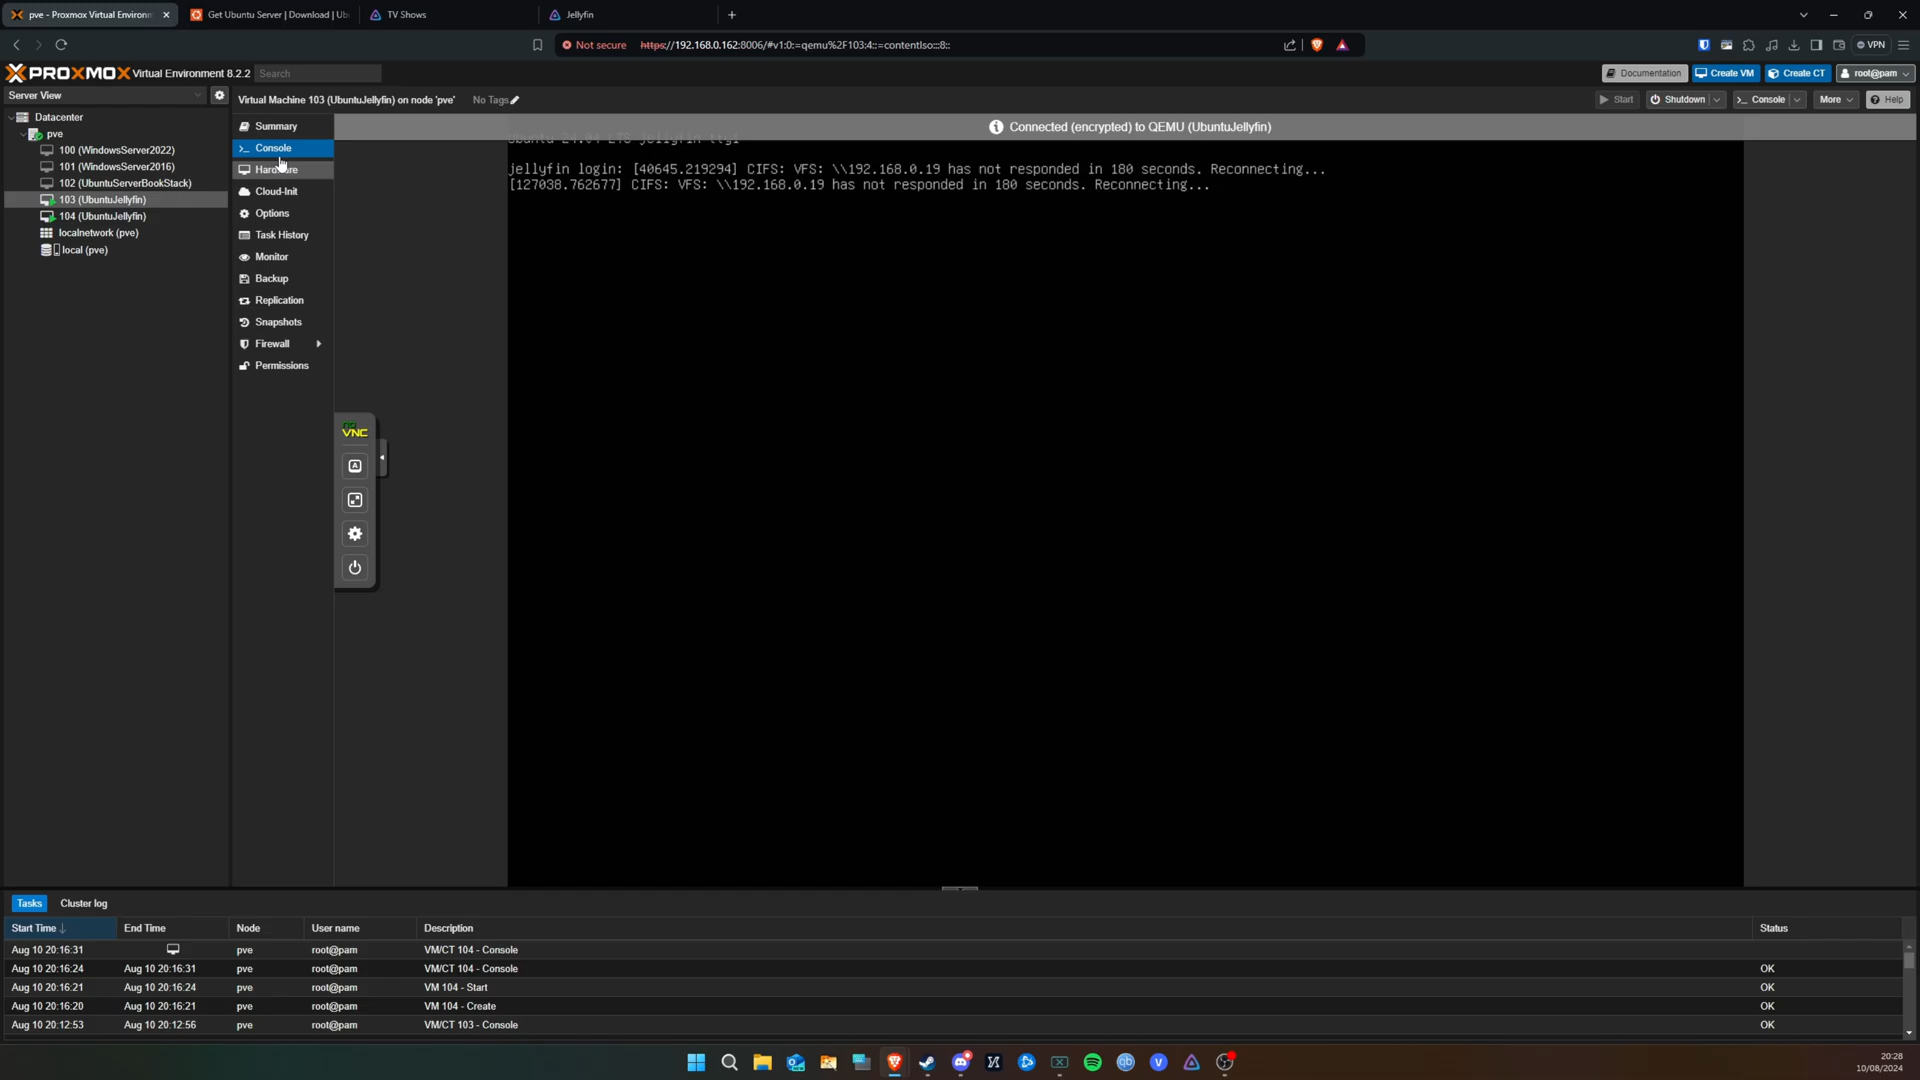 pve - Proxmox Virtual Environm
Get Ubuntu Server | Download | Ub
TV Shows
Jellyfin
Not secure
https://192.168.0.162:8006/#v1:0:=qemu%2F103:4::=contentIso:::8::
VPN
PROXMOX Virtual Environment 8.2.2
Search
Documentation
Create VM
Create CT
root@pam
Server View
Virtual Machine 103 (UbuntuJellyfin) on node 'pve'
No Tags
Start
Shutdown
Console
More
Help
Datacenter
pve
100 (WindowsServer2022)
101 (WindowsServer2016)
102 (UbuntuServerBookStack)
103 (UbuntuJellyfin)
104 (UbuntuJellyfin)
localnetwork (pve)
local (pve)
Summary
Console
Hardware
Cloud-Init
Options
Task History
Monitor
Backup
Replication
Snapshots
Firewall
Permissions
Connected (encrypted) to QEMU (UbuntuJellyfin)
Ubuntu 24.04 LTS jellyfin tty1
jellyfin login: [40645.219294] CIFS: VFS: \\192.168.0.19 has not responded in 180 seconds. Reconnecting...
[127038.762677] CIFS: VFS: \\192.168.0.19 has not responded in 180 seconds. Reconnecting...
VNC
A
Tasks
Cluster log
Start Time End Time Node User name Description Status
Aug 10 20:16:31 pve root@pam VM/CT 104 - Console
Aug 10 20:16:24 Aug 10 20:16:31 pve root@pam VM/CT 104 - Console OK
Aug 10 20:16:21 Aug 10 20:16:24 pve root@pam VM 104 - Start OK
Aug 10 20:16:20 Aug 10 20:16:21 pve root@pam VM 104 - Create OK
Aug 10 20:12:53 Aug 10 20:12:56 pve root@pam VM/CT 103 - Console OK
20:28
10/08/2024